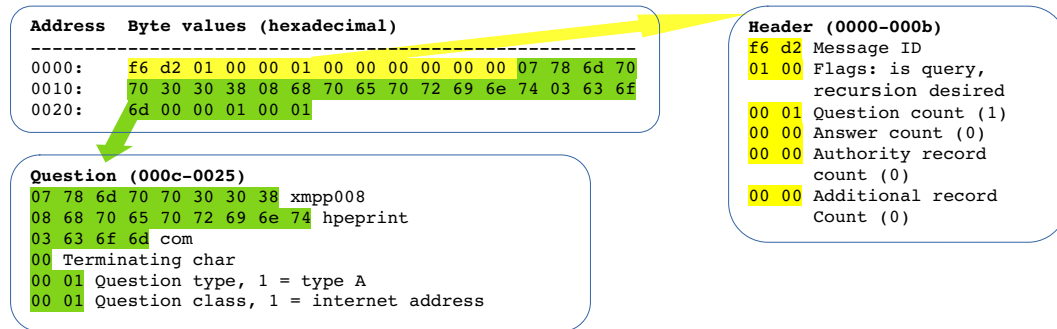 Address  Byte values (hexadecimal)
-------------------------------------------------------------
0000:    f6 d2 01 00 00 01 00 00 00 00 00 00 07 78 6d 70
0010:    70 30 30 38 08 68 70 65 70 72 69 6e 74 03 63 6f
0020:    6d 00 00 01 00 01
Question (000c-0025)
07 78 6d 70 70 30 30 38 xmpp008
08 68 70 65 70 72 69 6e 74 hpeprint
03 63 6f 6d com
00 Terminating char
00 01 Question type, 1 = type A
00 01 Question class, 1 = internet address
Header (0000-000b)
f6 d2 Message ID
01 00 Flags: is query,
recursion desired
00 01 Question count (1)
00 00 Answer count (0)
00 00 Authority record
count (0)
00 00 Additional record
Count (0)